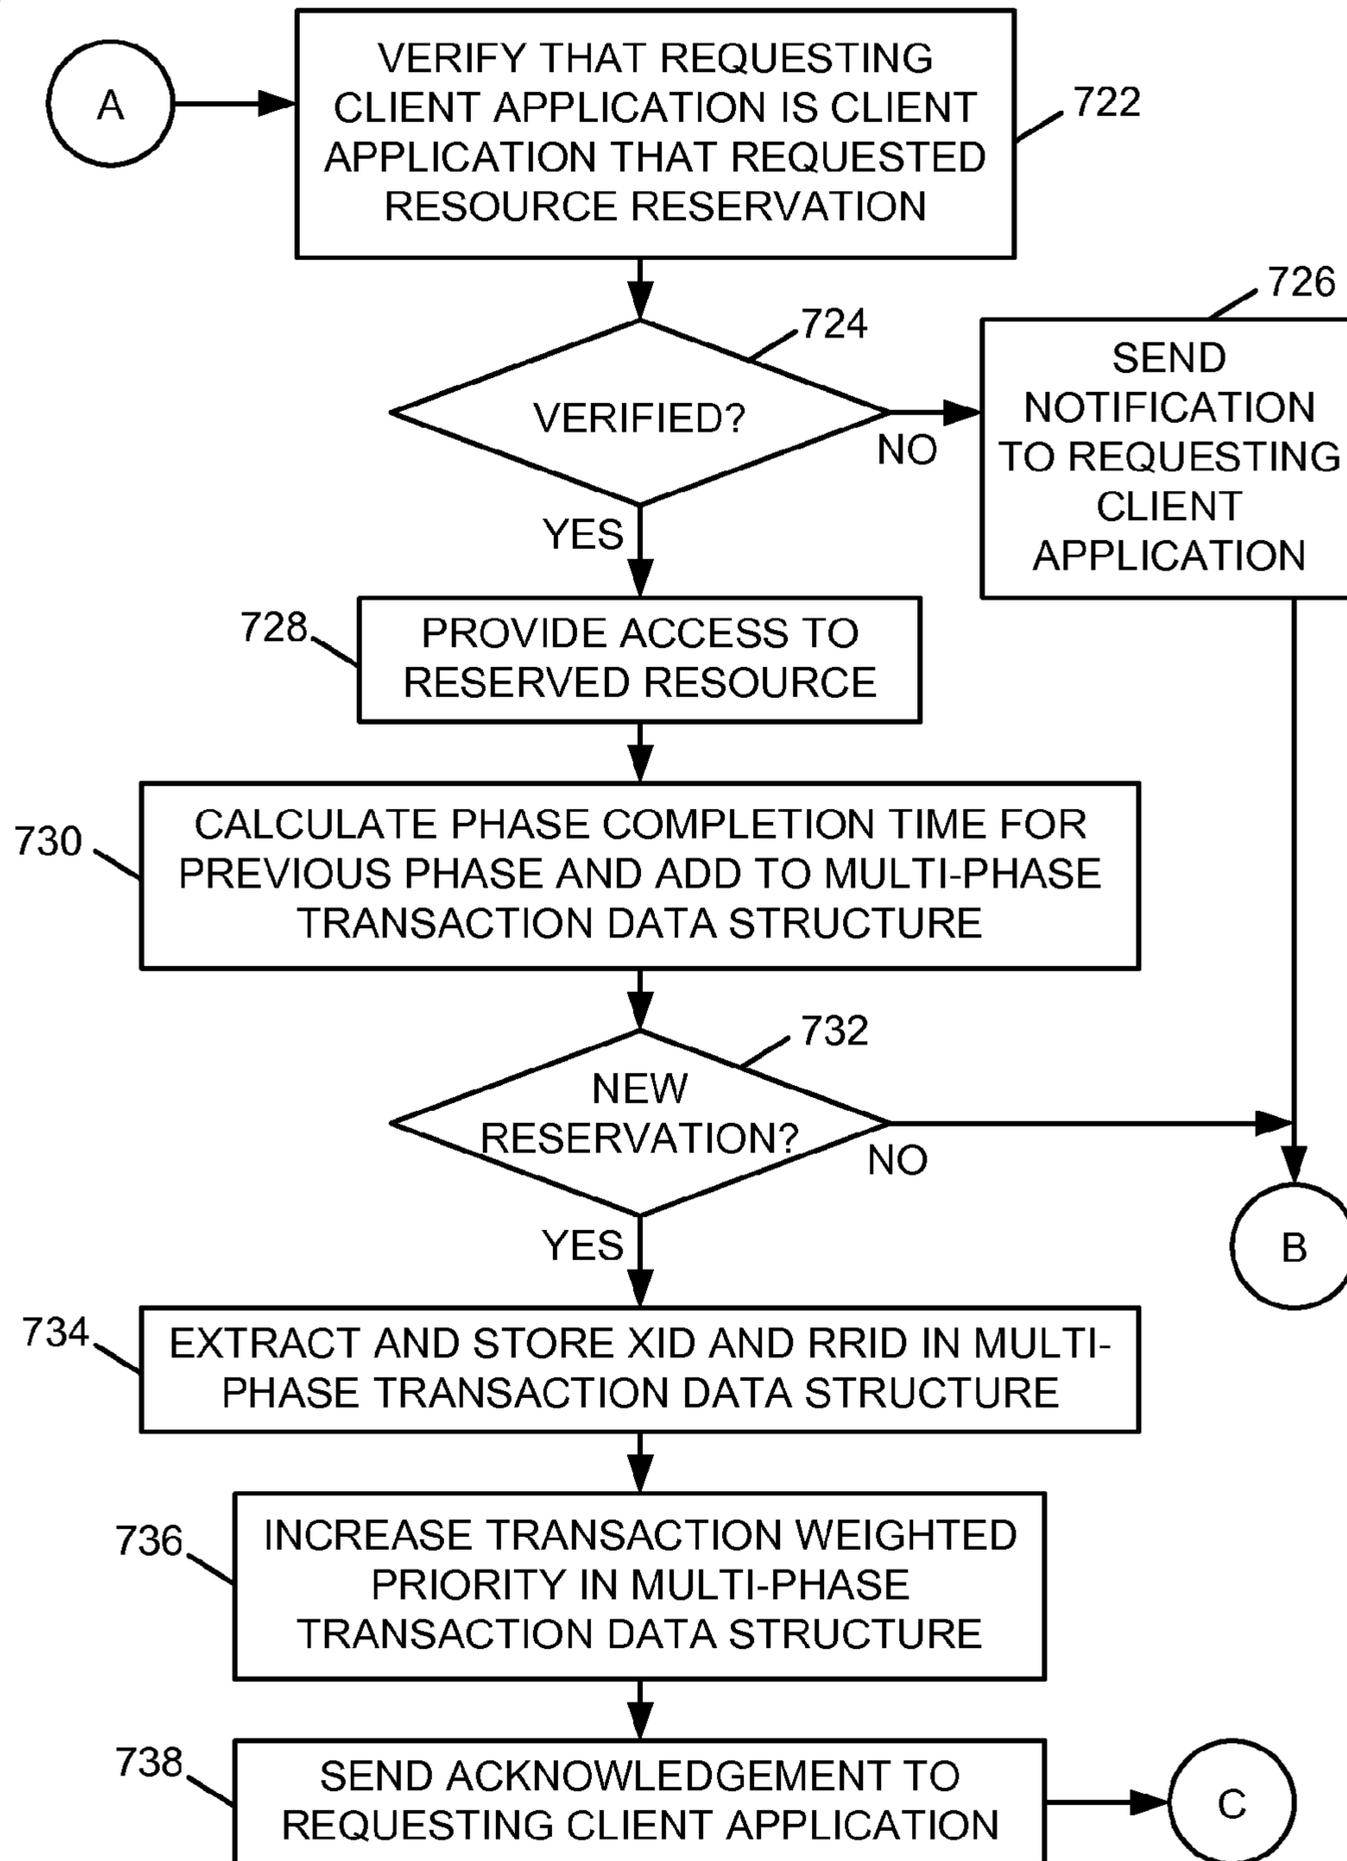 A
VERIFY THAT REQUESTING
CLIENT APPLICATION IS CLIENT
APPLICATION THAT REQUESTED
RESOURCE RESERVATION
722
724
VERIFIED?
NO
YES
726
SEND
NOTIFICATION
TO REQUESTING
CLIENT
APPLICATION
728
PROVIDE ACCESS TO
RESERVED RESOURCE
730
CALCULATE PHASE COMPLETION TIME FOR
PREVIOUS PHASE AND ADD TO MULTI-PHASE
TRANSACTION DATA STRUCTURE
732
NEW
RESERVATION?
NO
YES
B
734
EXTRACT AND STORE XID AND RRID IN MULTI-
PHASE TRANSACTION DATA STRUCTURE
736
INCREASE TRANSACTION WEIGHTED
PRIORITY IN MULTI-PHASE
TRANSACTION DATA STRUCTURE
738
SEND ACKNOWLEDGEMENT TO
REQUESTING CLIENT APPLICATION
C